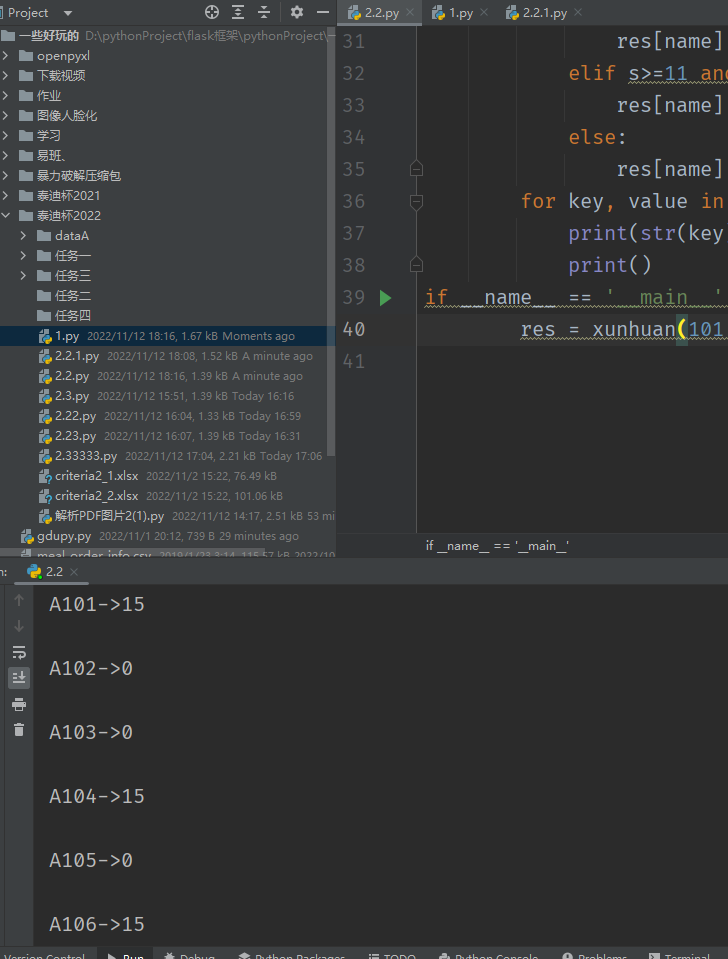 Project
一些好玩的 D:\pythonProject\flask框架\pythonProject\一
openpyxl
下载视频
作业
图像人脸化
学习
易班、
暴力破解压缩包
泰迪杯2021
泰迪杯2022
dataA
任务一
任务三
任务二
任务四
1.py 2022/11/12 18:16, 1.67 kB Moments ago
2.2.1.py 2022/11/12 18:08, 1.52 kB A minute ago
2.2.py 2022/11/12 18:16, 1.39 kB A minute ago
2.3.py 2022/11/12 15:51, 1.39 kB Today 16:16
2.22.py 2022/11/12 16:04, 1.33 kB Today 16:59
2.23.py 2022/11/12 16:07, 1.39 kB Today 16:31
2.33333.py 2022/11/12 17:04, 2.21 kB Today 17:06
criteria2_1.xlsx 2022/11/2 15:22, 76.49 kB
criteria2_2.xlsx 2022/11/2 15:22, 101.06 kB
解析PDF图片2(1).py 2022/11/12 14:17, 2.51 kB 53 mi
gdupy.py 2022/11/1 20:12, 739 B 29 minutes ago
meal_order_info.csv 2019/1/23 3:14, 115.57 kB 2022/10
2.2.py 1.py 2.2.1.py
31 res[name]
32 elif s>=11 and
33 res[name]
34 else:
35 res[name]
36 for key, value in
37 print(str(key
38 print()
39 if __name__ == '__main__'
40 res = xunhuan(101
41
if __name__ == '__main__'
n: 2.2
A101->15
A102->0
A103->0
A104->15
A105->0
A106->15
Version Control Run Debug Python Packages TODO Python Console Problems Terminal